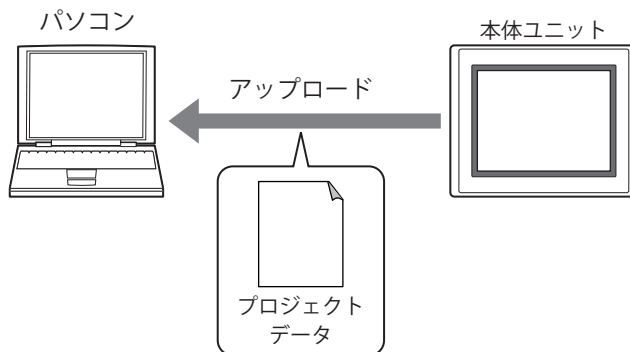 パソコン
本体ユニット
アップロード
プロジェクト
データ